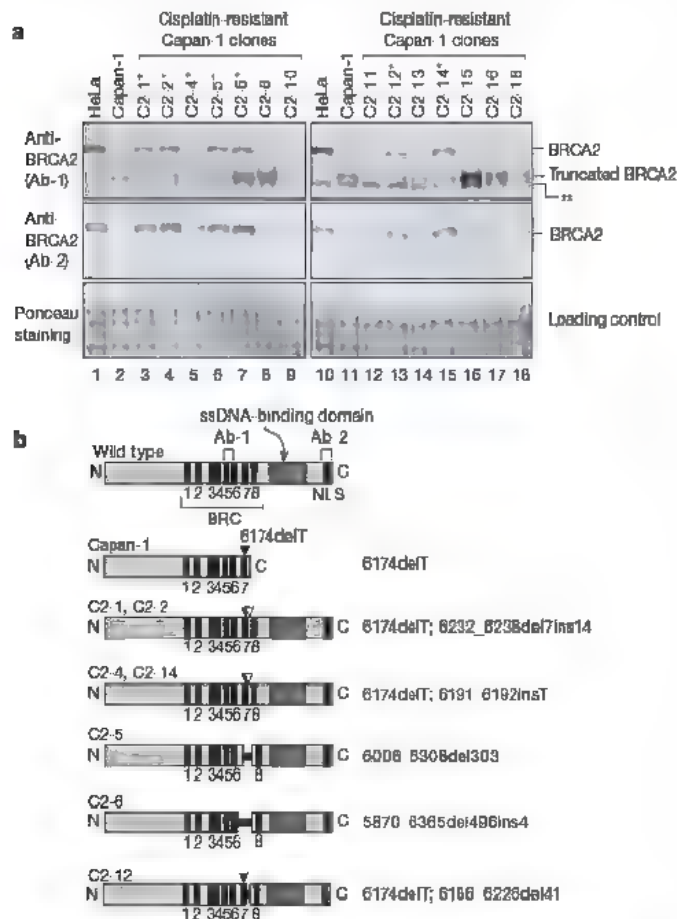 a
Cisplatin-resistant Capan-1 clones
Cisplatin-resistant Capan 1 clones
HeLa Capan-1 C2-1* C2-2* C2-4* C2-5* C2-6* C2-8 C2-10
HeLa Capan-1 C2-11 C2-12* C2-13 C2-14* C2-15 C2-16 C2-18
Anti-BRCA2 (Ab-1)
BRCA2
Truncated BRCA2
**
Anti-BRCA2 (Ab-2)
BRCA2
Ponceau staining
Loading control
1 2 3 4 5 6 7 8 9 10 11 12 13 14 15 16 17 18
b
ssDNA-binding domain
Ab-1 Ab-2
Wild type
N C
1 2 3 4 5 6 7 8 NLS
BRC
6174delT
Capan-1
N C 6174delT
1 2 3 4 5 6 7
C2-1, C2-2
N C 6174delT; 6232_6238del7ins14
1 2 3 4 5 6 7 8
C2-4, C2-14
N C 6174delT; 6191_6192insT
1 2 3 4 5 6 7 8
C2-5
N C 6006_6308del303
1 2 3 4 5 6 8
C2-6
N C 5870_6365del496ins4
1 2 3 4 5 6 8
C2-12
N C 6174delT; 6186_6226del41
1 2 3 4 5 6 7 8